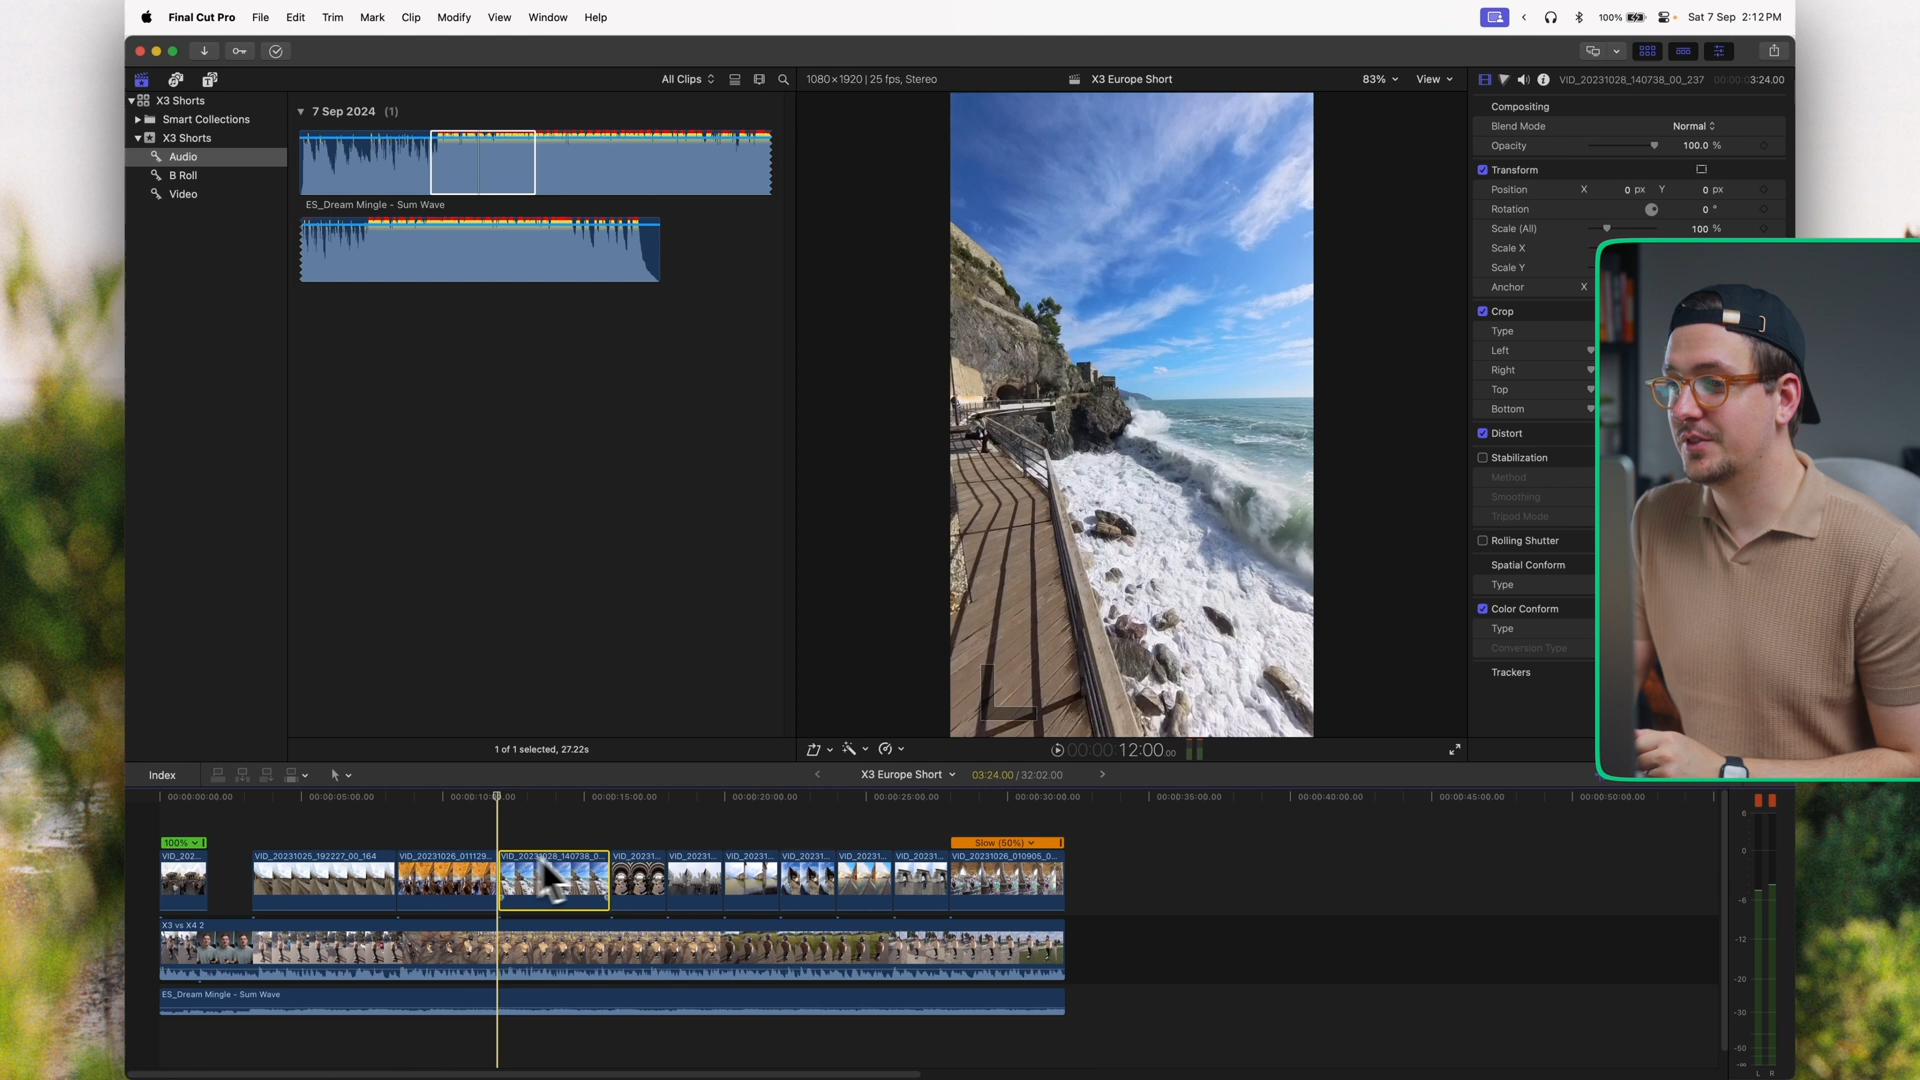 Final Cut Pro File Edit Trim Mark Clip Modify View Window Help 100% Sat 7 Sep 2:12PM
All Clips 1080×1920 | 25 fps, Stereo X3 Europe Short 83% View VID_20231028_140738_00_237 00:00:03:24.00
X3 Shorts
Smart Collections
X3 Shorts
Audio
B Roll
Video
7 Sep 2024 (1)
ES_Dream Mingle - Sum Wave
1 of 1 selected, 27.22s
00:00:12:00.00
Compositing
Blend Mode Normal
Opacity 100.0 %
Transform
Position X 0 px Y 0 px
Rotation 0 °
Scale (All) 100 %
Scale X
Scale Y
Anchor X
Crop
Type
Left
Right
Top
Bottom
Distort
Stabilization
Method
Smoothing
Tripod Mode
Rolling Shutter
Spatial Conform
Type
Color Conform
Type
Conversion Type
Trackers
Index X3 Europe Short 03:24.00 / 32:02.00
00:00:00:00.00 00:00:05:00.00 00:00:15:00.00 00:00:20:00.00 00:00:25:00.00 00:00:30:00.00 00:00:35:00.00 00:00:40:00.00 00:00:45:00.00 00:00:50:00.00
100% Slow (50%)
VID_202... VID_20231025_192227_00_164 VID_20231026_011129... VID_20231028_140738_0... VID_20231... VID_20231... VID_20231... VID_20231... VID_20231... VID_20231... VID_20231026_010905_0...
X3 vs X4 2
ES_Dream Mingle - Sum Wave
6
0
-6
-12
-20
-30
-50
-∞
L R